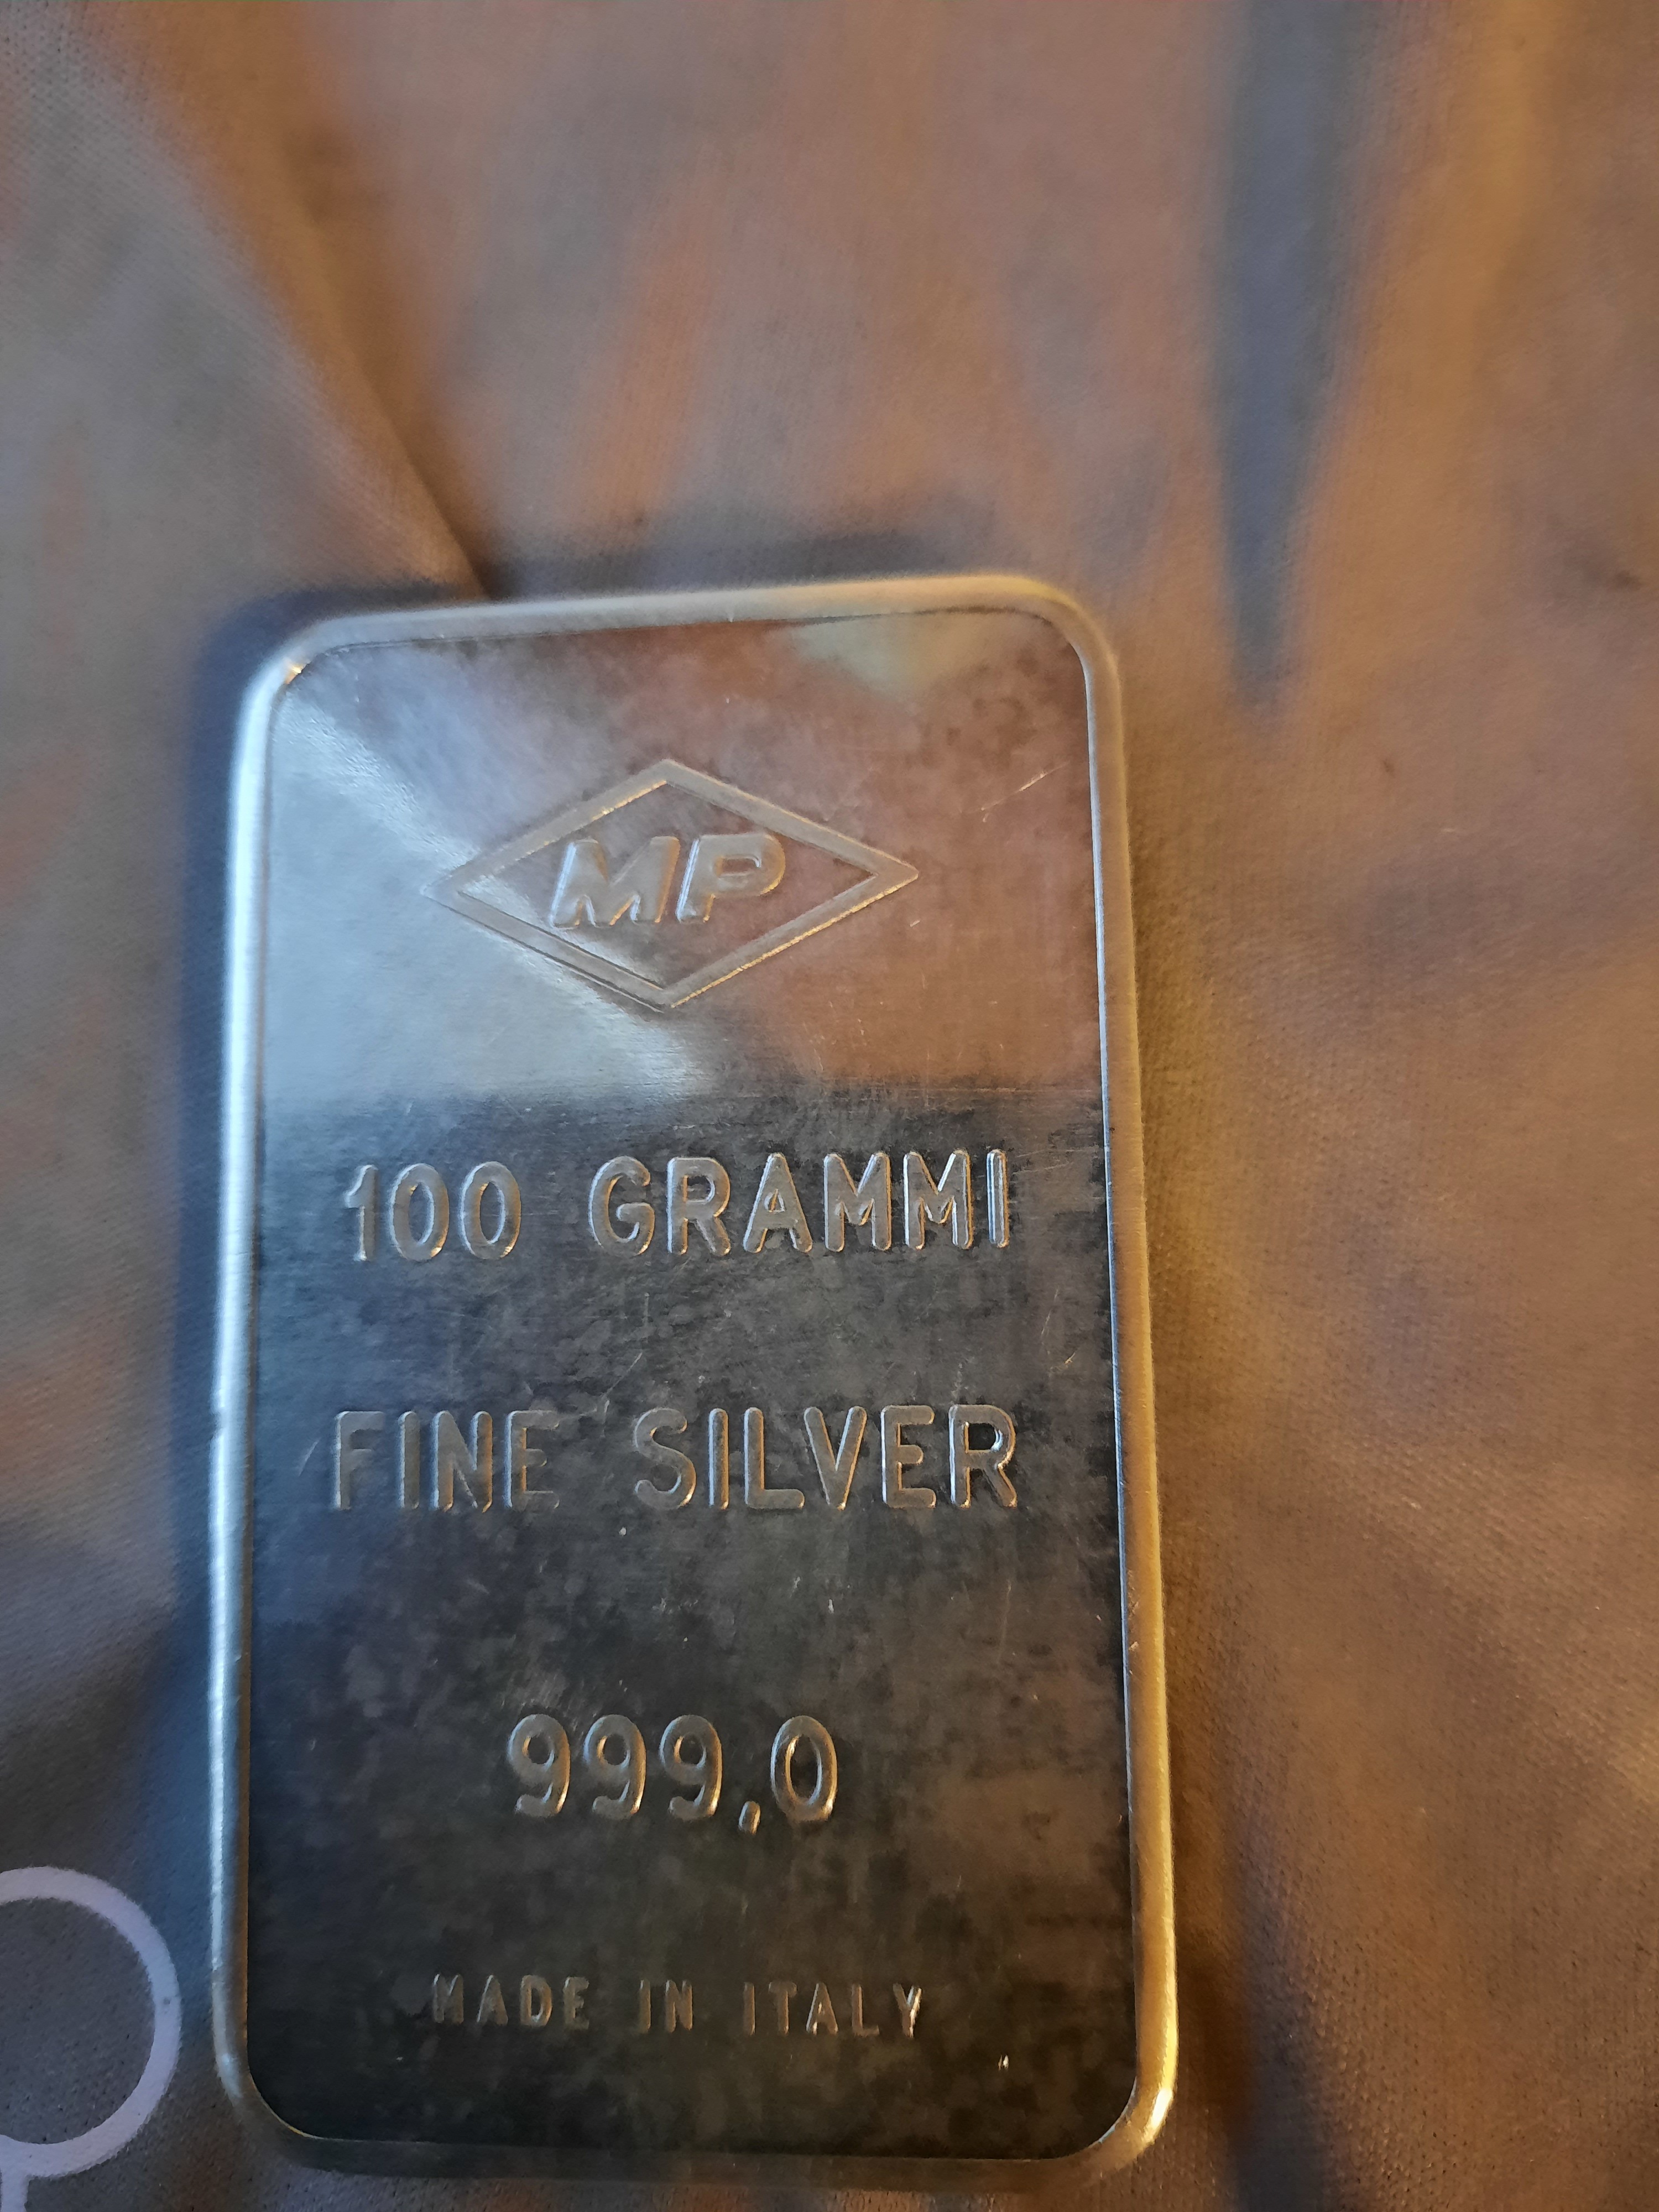 MP
100 GRAMMI
FINE SILVER
999,0
MADE IN ITALY